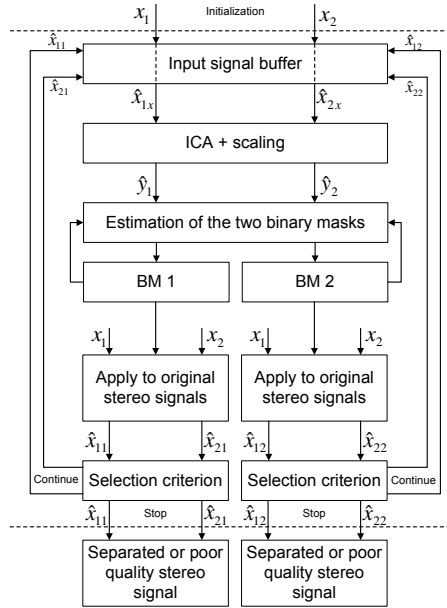 x₁ Initialization x₂
x̂₁₁ x̂₁₂
Input signal buffer
x̂₂₁ x̂₂₂
x̂₁ₓ x̂₂ₓ
ICA + scaling
ŷ₁ ŷ₂
Estimation of the two binary masks
BM 1 BM 2
x₁ x₂ x₁ x₂
Apply to original Apply to original
stereo signals stereo signals
x̂₁₁ x̂₂₁ x̂₁₂ x̂₂₂
Continue Selection criterion Selection criterion Continue
x̂₁₁ Stop x̂₂₁ x̂₁₂ Stop x̂₂₂
Separated or poor Separated or poor
quality stereo quality stereo
signal signal